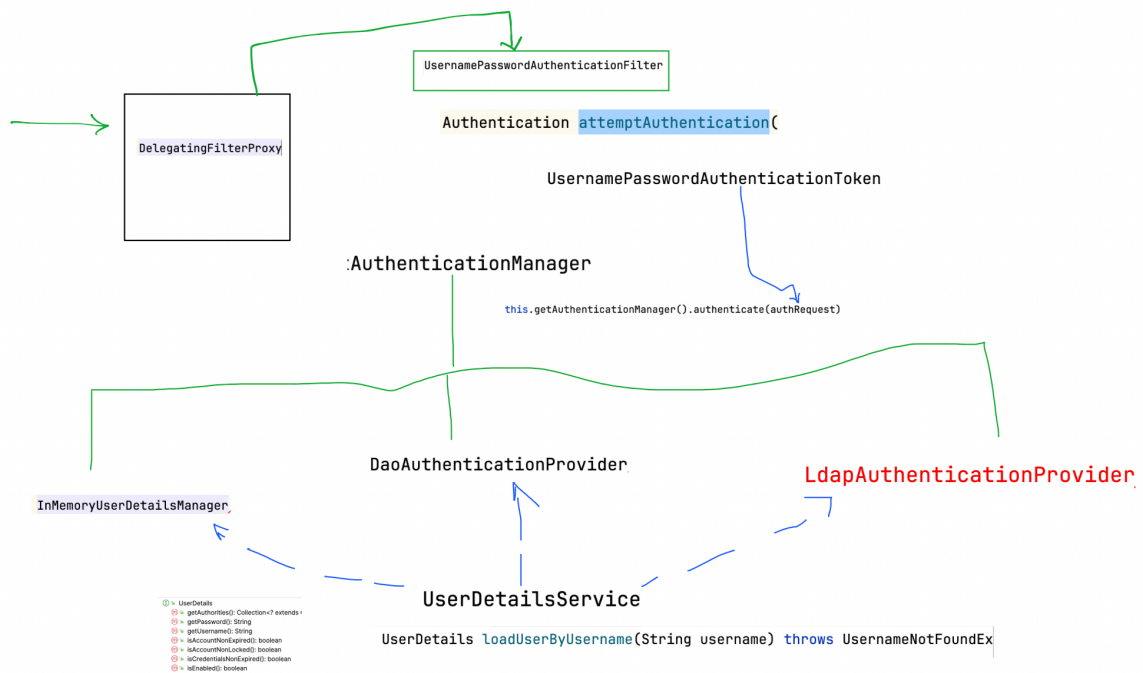 UsernamePasswordAuthenticationFilter
Authentication attemptAuthentication(
DelegatingFilterProxy
UsernamePasswordAuthenticationToken
:AuthenticationManager
this.getAuthenticationManager().authenticate(authRequest)
DaoAuthenticationProvider
LdapAuthenticationProvider
InMemoryUserDetailsManager
UserDetailsService
UserDetails
getAuthorities(): Collection<? extends
getPassword(): String
getUsername(): String
isAccountNonExpired(): boolean
isAccountNonLocked(): boolean
isCredentialsNonExpired(): boolean
isEnabled(): boolean
UserDetails loadUserByUsername(String username) throws UsernameNotFoundEx